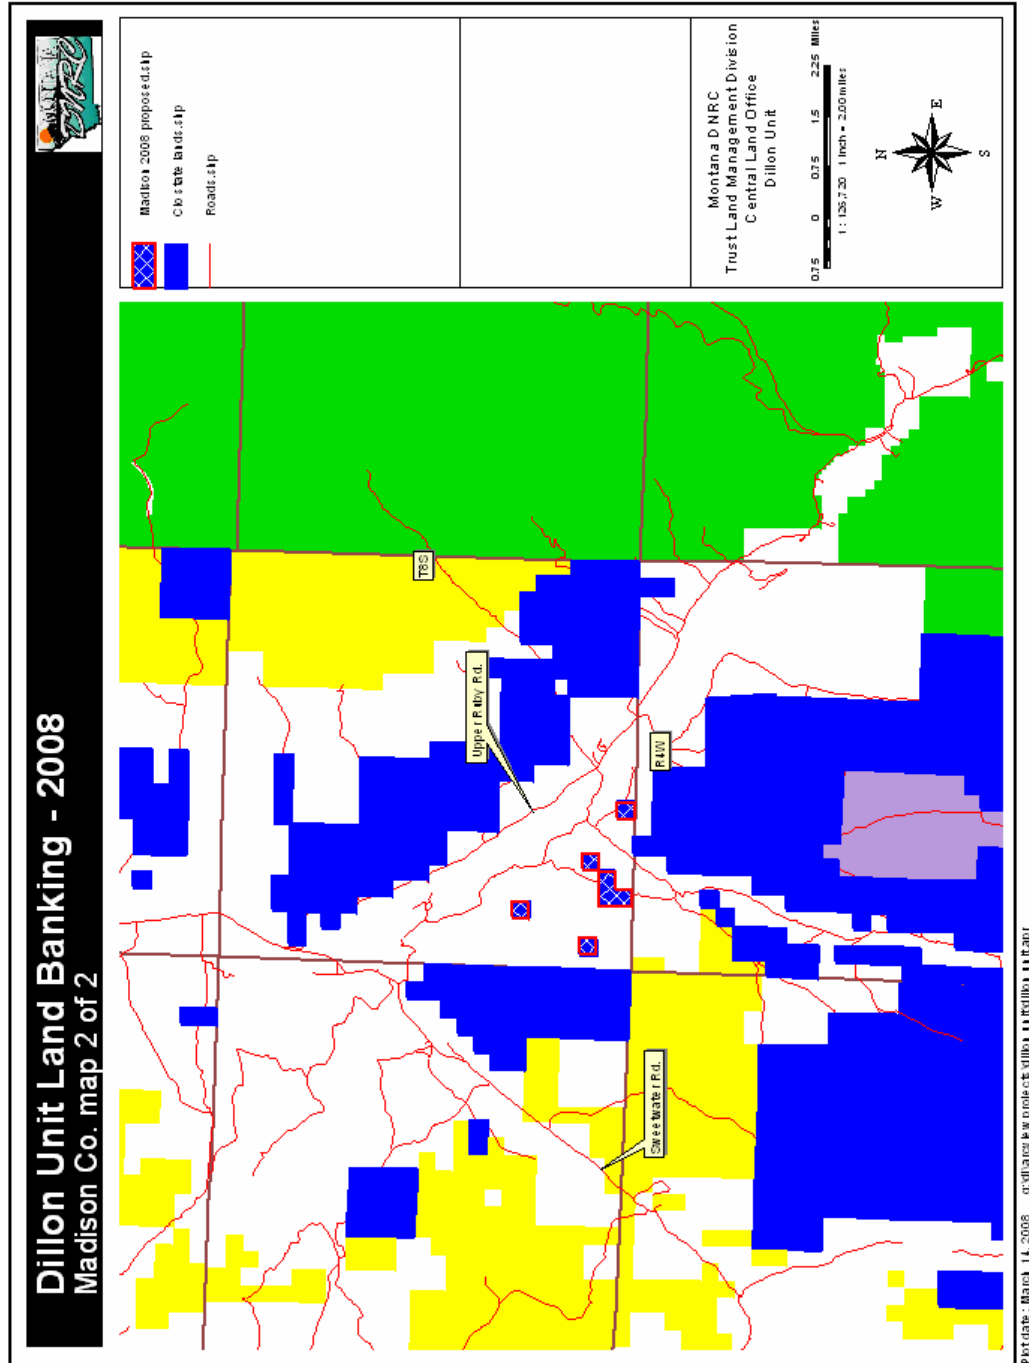 Dillon Unit Land Banking - 2008
Madison Co. map 2 of 2
MONTANA
DNRC
Madison 2008 proposed.shp
Clo state lands.shp
Roads.shp
T8S
Upper Ruby Rd.
R4W
Sweetwater Rd.
Montana DNRC
Trust Land Management Division
Central Land Office
Dillon Unit
0.75 0 0.75 1.5 2.25 Miles
1 : 126,720 1 Inch = 2.00 miles
N
W E
S
Plot date : March 14, 2008